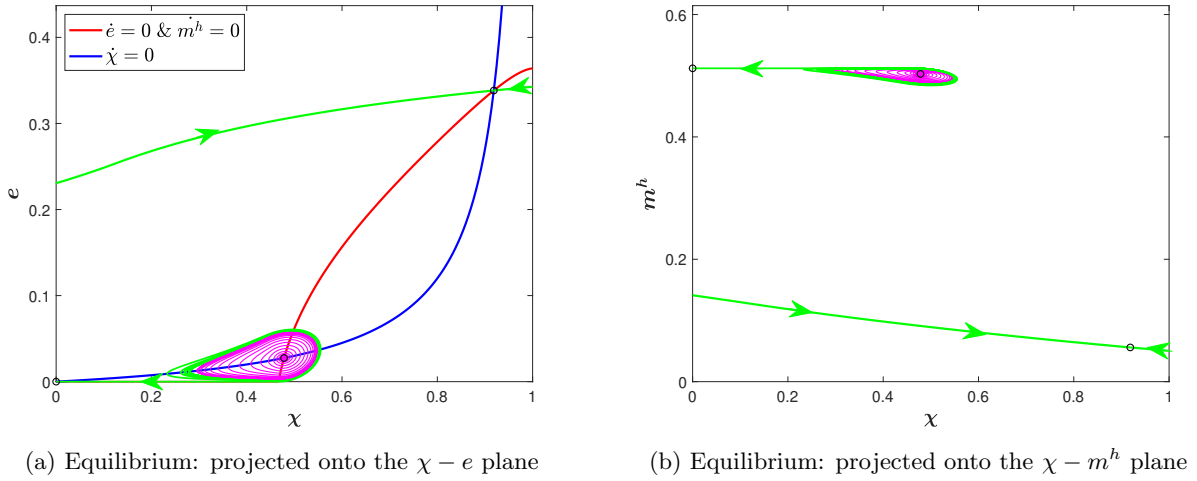 ė = 0 & ṁʰ = 0
χ̇ = 0
0.4
0.3
0.2
0.1
0
e
0 0.2 0.4 0.6 0.8 1
χ
0.6
0.4
0.2
0
mʰ
0 0.2 0.4 0.6 0.8 1
χ
(a) Equilibrium: projected onto the χ − e plane
(b) Equilibrium: projected onto the χ − mʰ plane